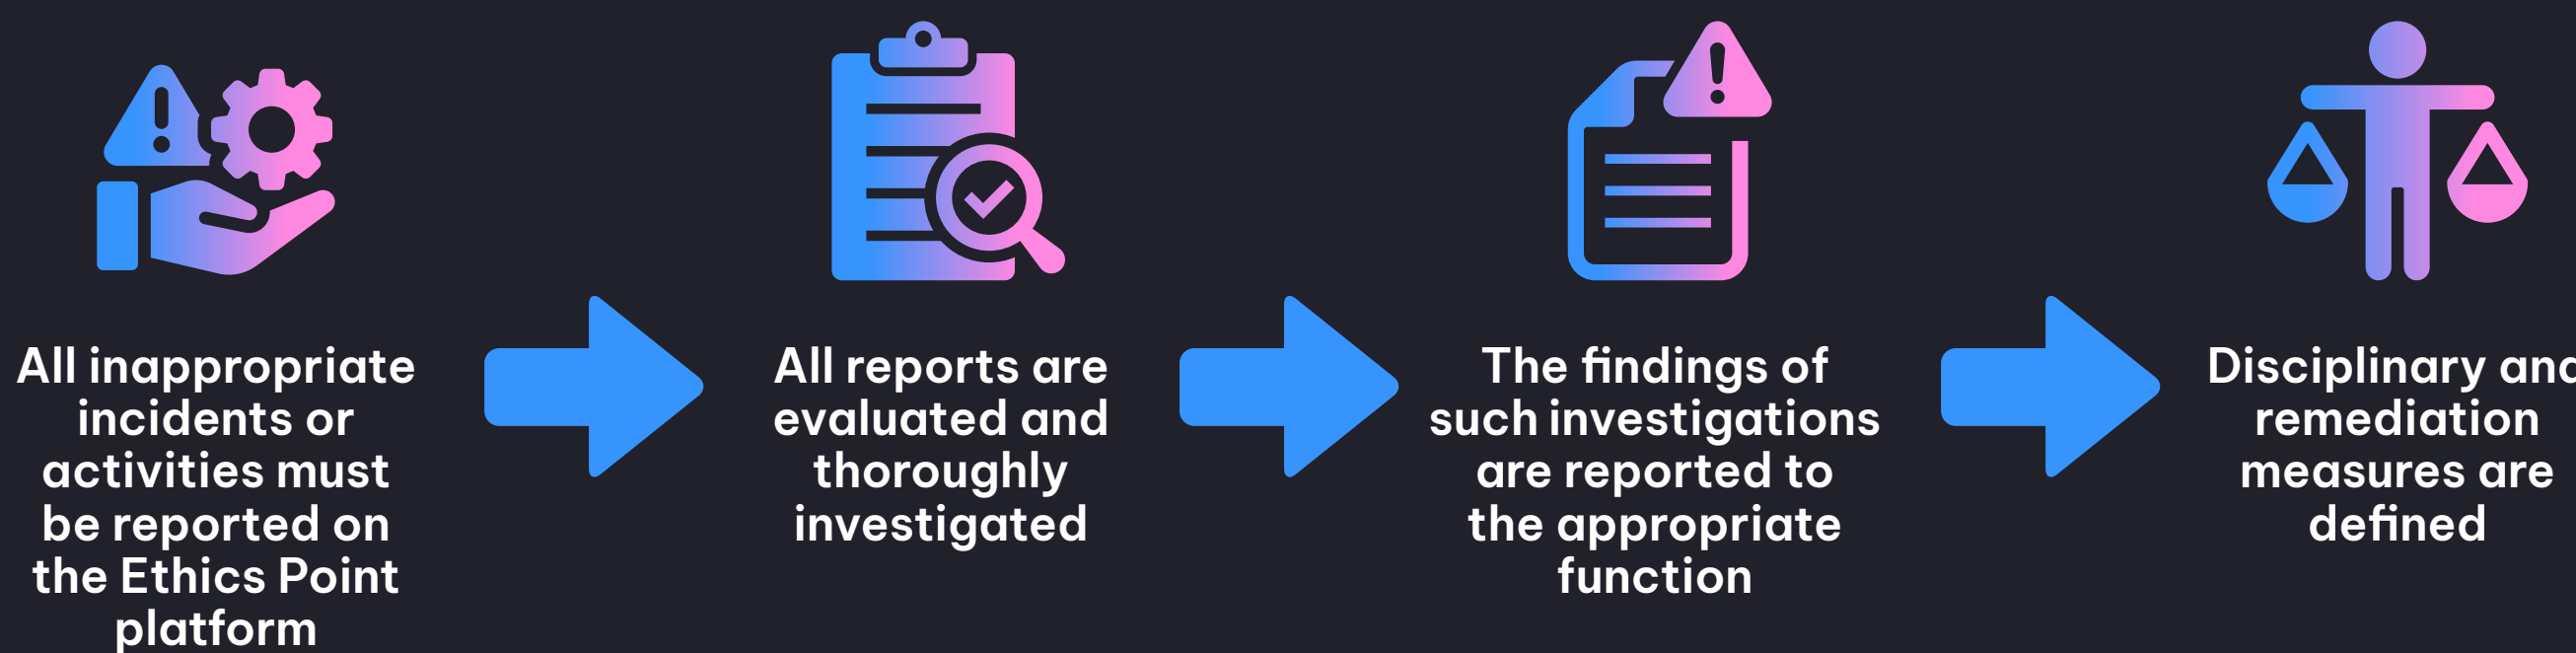 All inappropriate
incidents or
activities must
be reported on
the Ethics Point
platform
All reports are
evaluated and
thoroughly
investigated
The findings of
such investigations
are reported to
the appropriate
function
Disciplinary and
remediation
measures are
defined